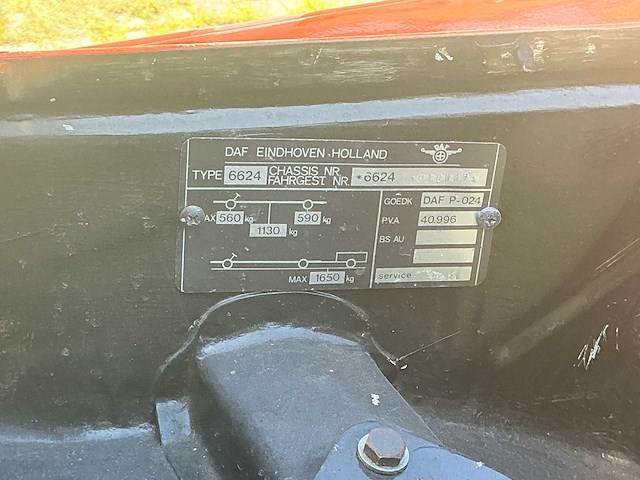 DAF EINDHOVEN-HOLLAND
DAF
TYPE 6624 CHASSIS NR
FAHRGEST NR *6624
GOEDK DAF P-024
AX 560 kg 590 kg
P.V.A. 40.996
1130 kg
BS AU
MAX 1650 kg
service